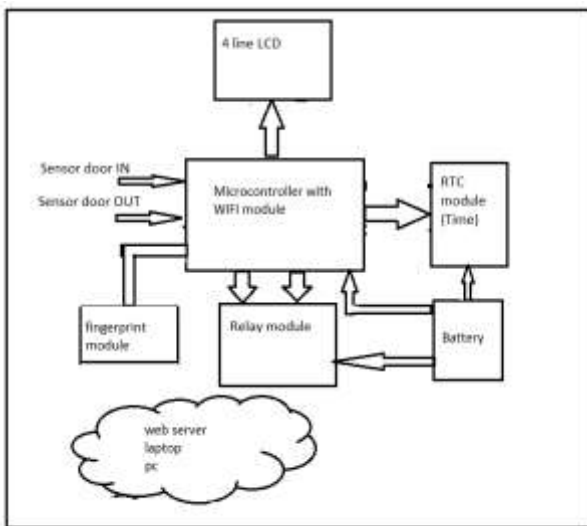 4 line LCD
Sensor door IN
Sensor door OUT
Microcontroller with
WIFI module
RTC
module
(Time)
fingerprint
module
Relay module
Battery
web server
laptop
pc